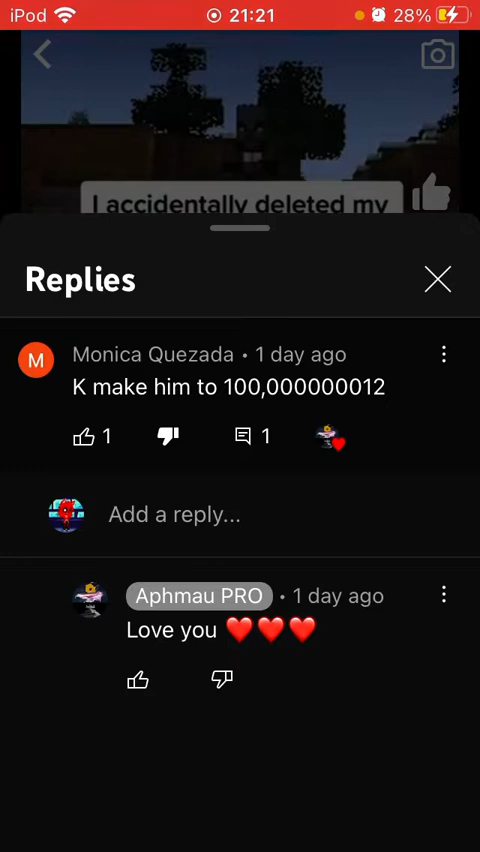 iPod 21:21 28%
I accidentally deleted my
Replies
M Monica Quezada • 1 day ago
K make him to 100,000000012
1 1
Add a reply...
Aphmau PRO • 1 day ago
Love you ❤️❤️❤️